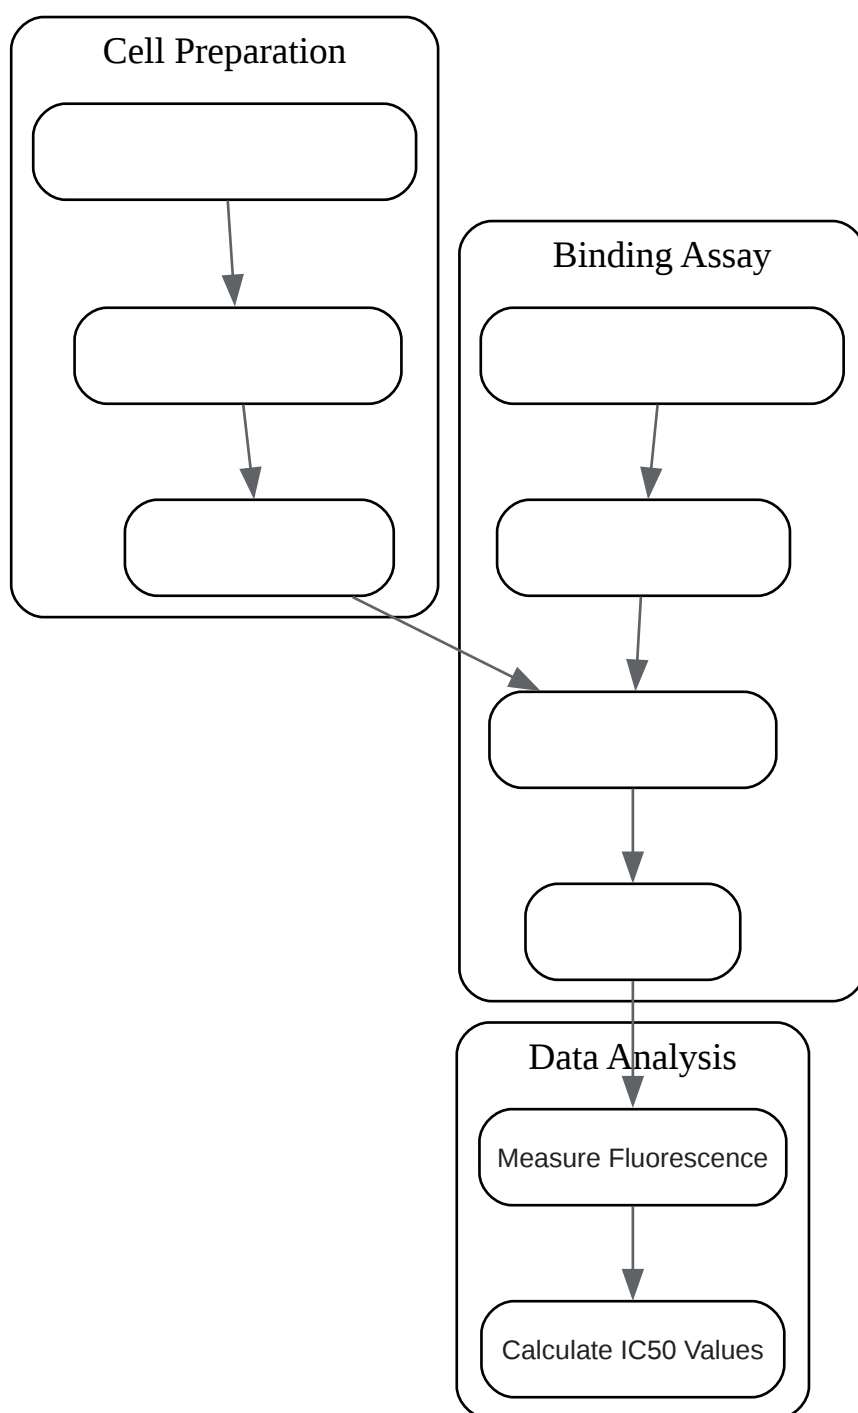 Cell Preparation
Binding Assay
Data Analysis
Measure Fluorescence
Calculate IC50 Values